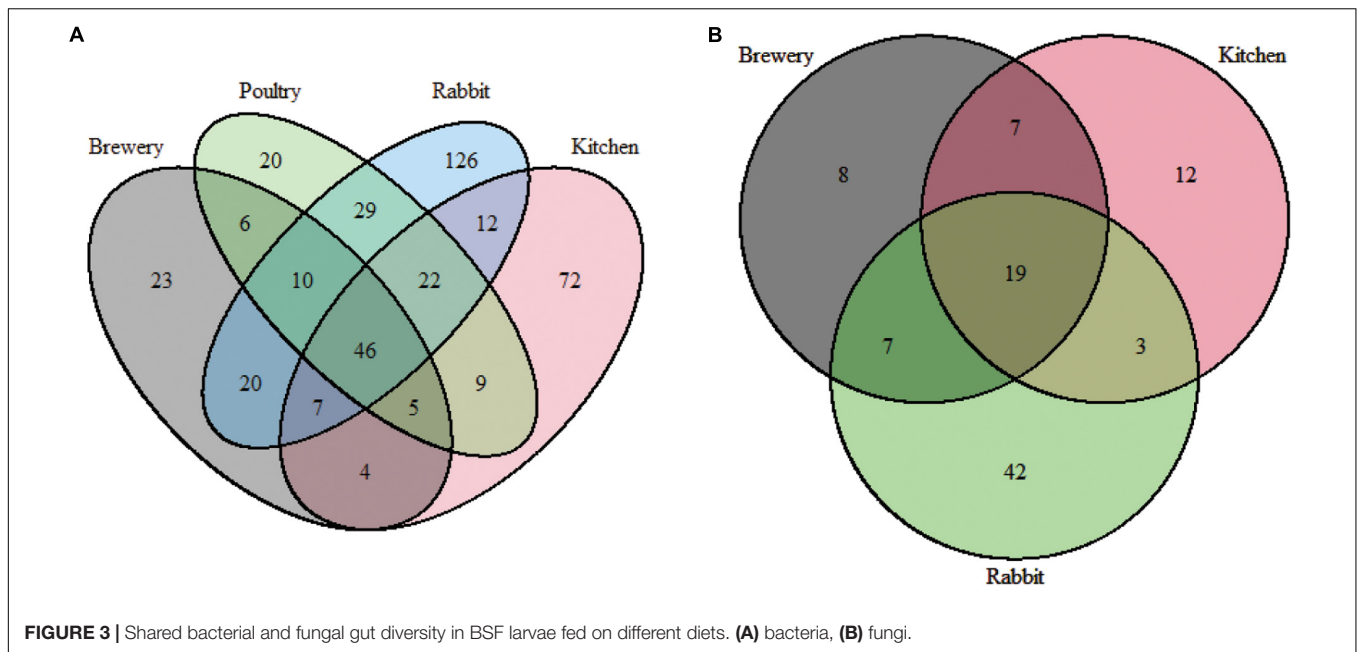 A
Poultry
Rabbit
Brewery
Kitchen
20
126
6
29
12
23
10
22
72
46
20
7
5
9
4
B
Brewery
Kitchen
7
8
12
19
7
3
42
Rabbit
FIGURE 3 | Shared bacterial and fungal gut diversity in BSF larvae fed on different diets. (A) bacteria, (B) fungi.